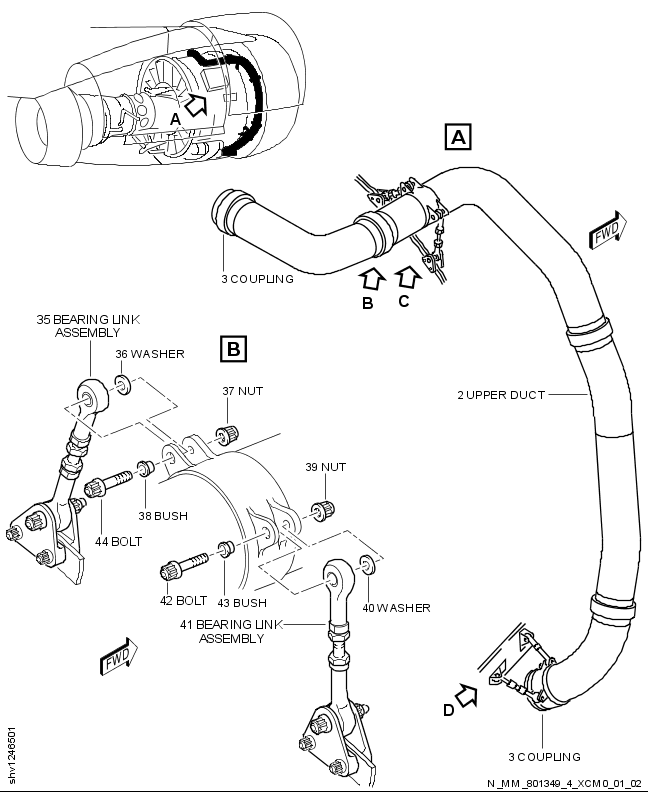 A
A
FWD
3 COUPLING
B
C
35 BEARING LINK
ASSEMBLY
36 WASHER
B
37 NUT
2 UPPER DUCT
39 NUT
38 BUSH
44 BOLT
42 BOLT
43 BUSH
40 WASHER
41 BEARING LINK
ASSEMBLY
FWD
D
3 COUPLING
shv1246501
N_MM_801349_4_XCM0_01_02